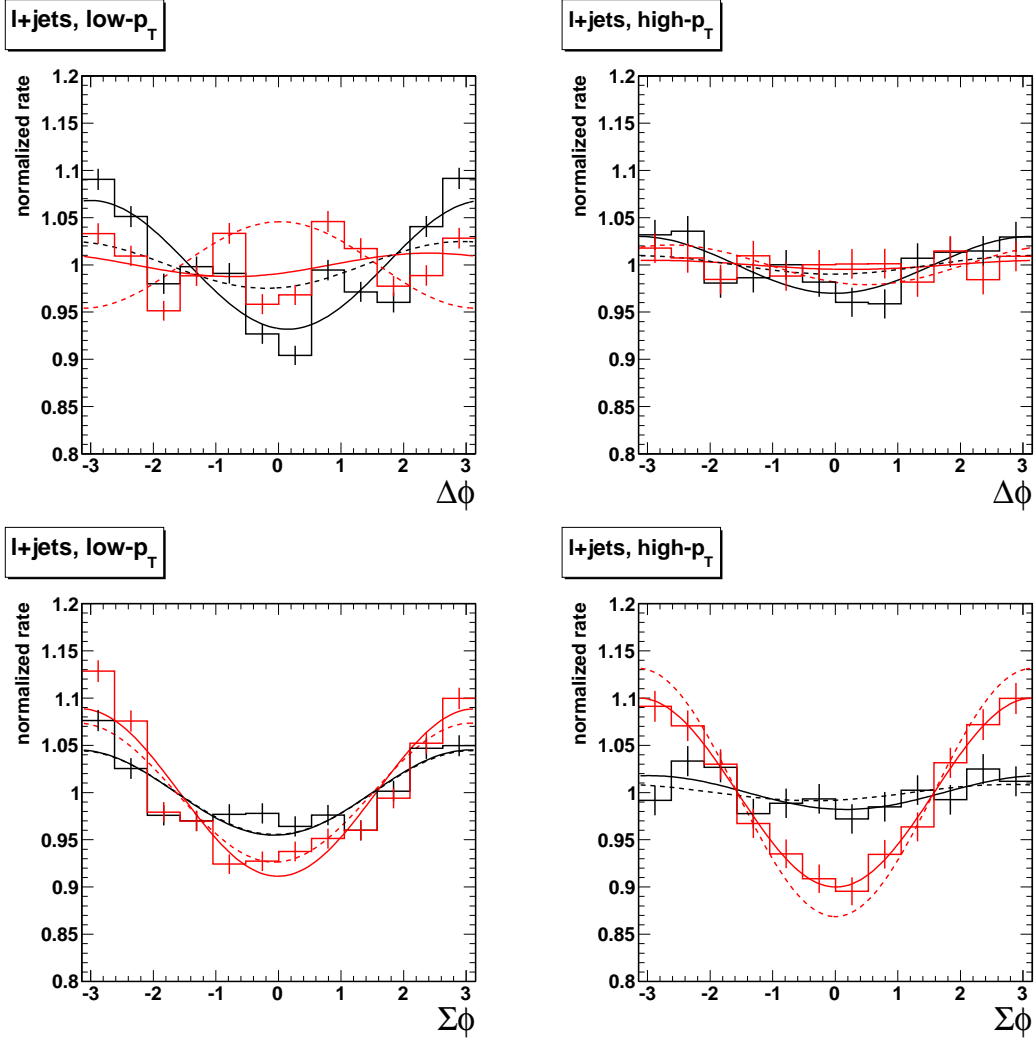 l+jets, low-p_T
normalized rate
1.2
1.15
1.1
1.05
1
0.95
0.9
0.85
0.8
-3 -2 -1 0 1 2 3
Δϕ
l+jets, high-p_T
normalized rate
1.2
1.15
1.1
1.05
1
0.95
0.9
0.85
0.8
-3 -2 -1 0 1 2 3
Δϕ
l+jets, low-p_T
normalized rate
1.2
1.15
1.1
1.05
1
0.95
0.9
0.85
0.8
-3 -2 -1 0 1 2 3
Σϕ
l+jets, high-p_T
normalized rate
1.2
1.15
1.1
1.05
1
0.95
0.9
0.85
0.8
-3 -2 -1 0 1 2 3
Σϕ